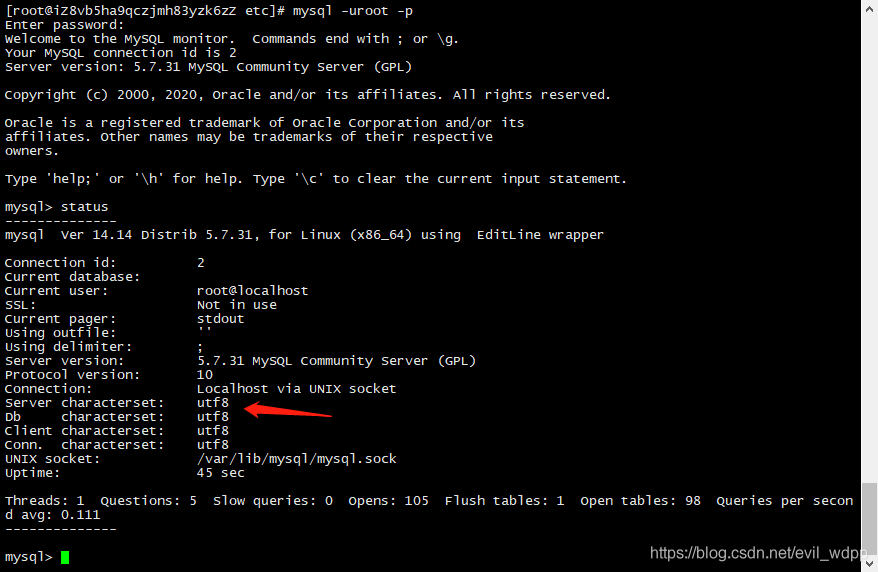 [root@iZ8vb5ha9qczjmh83yzk6zZ etc]# mysql -uroot -p
Enter password:
Welcome to the MySQL monitor.  Commands end with ; or \g.
Your MySQL connection id is 2
Server version: 5.7.31 MySQL Community Server (GPL)
Copyright (c) 2000, 2020, Oracle and/or its affiliates. All rights reserved.
Oracle is a registered trademark of Oracle Corporation and/or its
affiliates. Other names may be trademarks of their respective
owners.
Type 'help;' or '\h' for help. Type '\c' to clear the current input statement.
mysql> status
--------------
mysql  Ver 14.14 Distrib 5.7.31, for Linux (x86_64) using  EditLine wrapper
Connection id:          2
Current database:
Current user:           root@localhost
SSL:                    Not in use
Current pager:          stdout
Using outfile:          ''
Using delimiter:        ;
Server version:         5.7.31 MySQL Community Server (GPL)
Protocol version:       10
Connection:             Localhost via UNIX socket
Server characterset:    utf8
Db     characterset:    utf8
Client characterset:    utf8
Conn.  characterset:    utf8
UNIX socket:            /var/lib/mysql/mysql.sock
Uptime:                 45 sec
Threads: 1  Questions: 5  Slow queries: 0  Opens: 105  Flush tables: 1  Open tables: 98  Queries per secon
d avg: 0.111
--------------
mysql>
https://blog.csdn.net/evil_wdpp